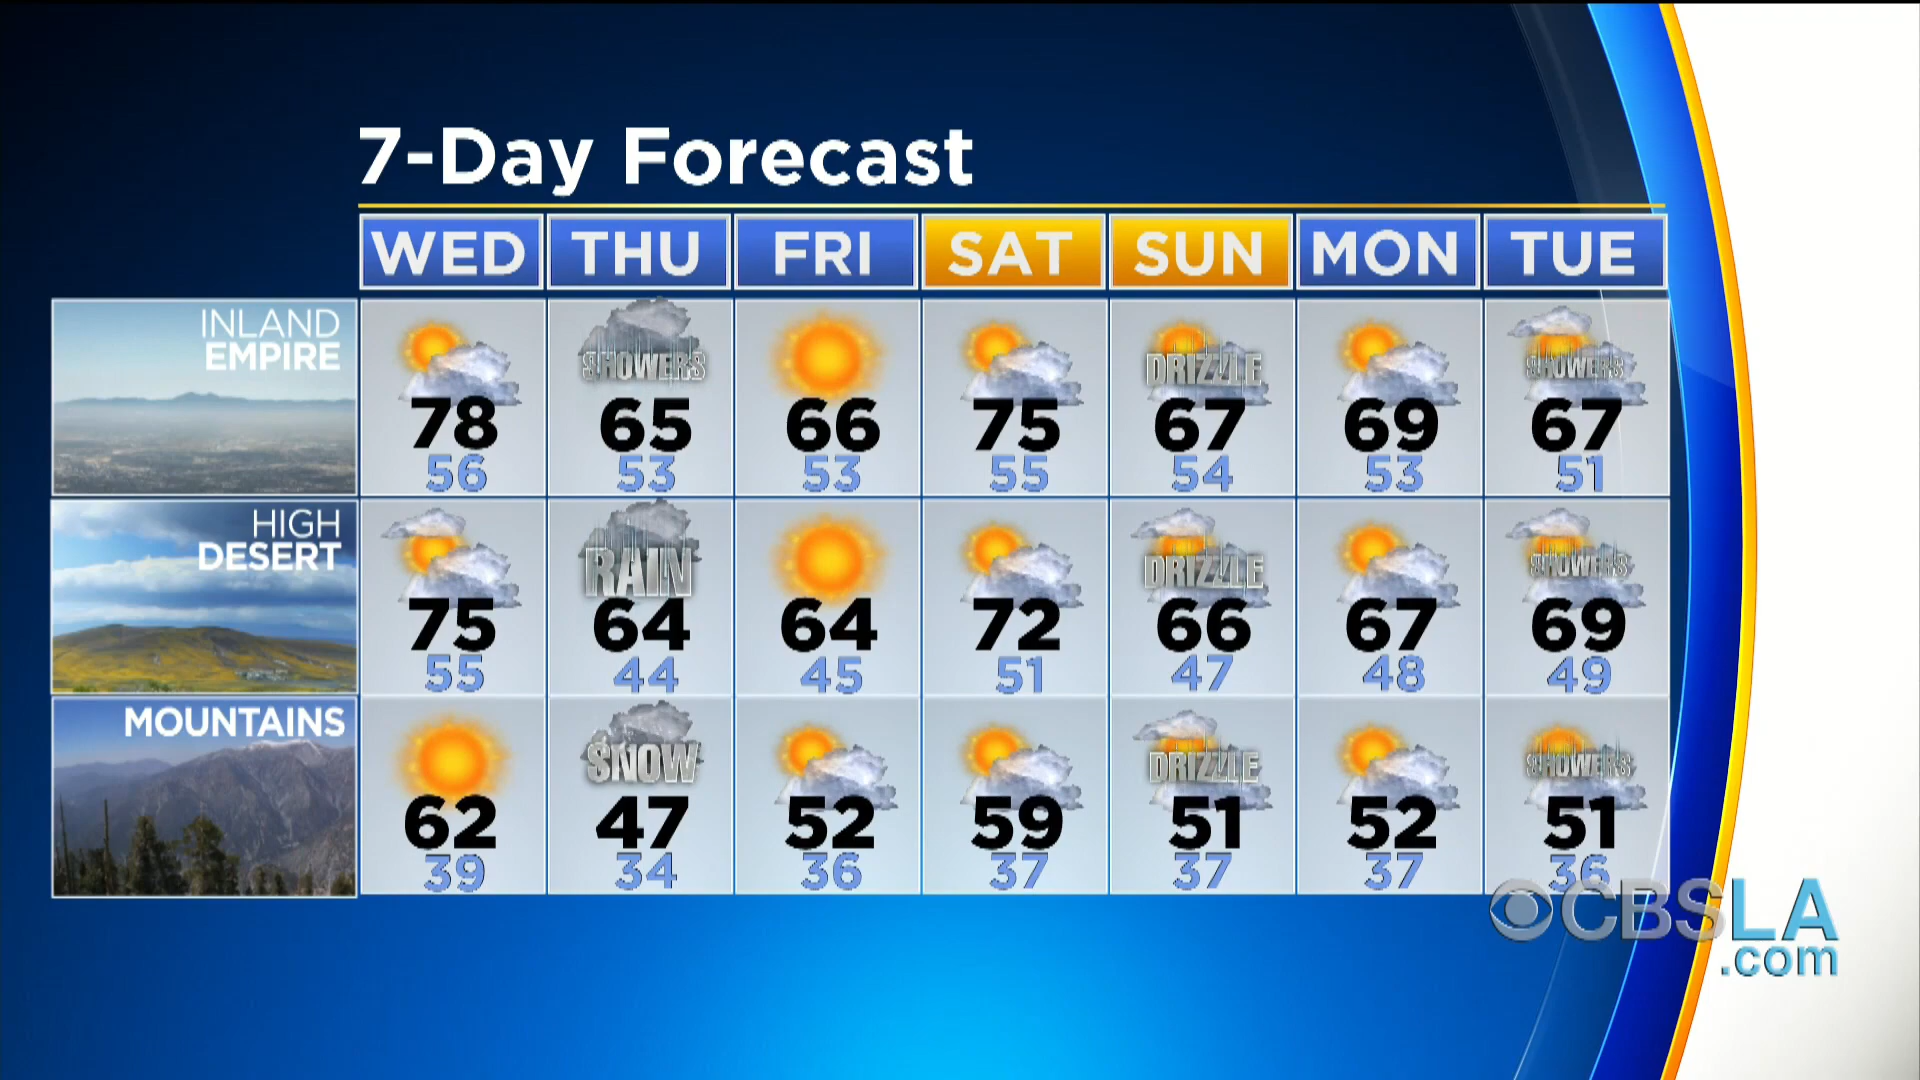 7-Day Forecast
WED THU FRI SAT SUN MON TUE
INLAND
EMPIRE
SHOWERS DRIZZLE SHOWERS
78 65 66 75 67 69 67
56 53 53 55 54 53 51
HIGH
DESERT
RAIN DRIZZLE SHOWERS
75 64 64 72 66 67 69
55 44 45 51 47 48 49
MOUNTAINS
SNOW DRIZZLE SHOWERS
62 47 52 59 51 52 51
39 34 36 37 37 37 36
CBSLA
.com